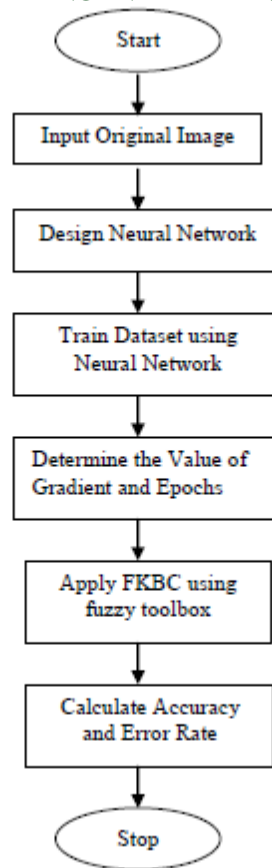 Start
Input Original Image
Design Neural Network
Train Dataset using
Neural Network
Determine the Value of
Gradient and Epochs
Apply FKBC using
fuzzy toolbox
Calculate Accuracy
and Error Rate
Stop